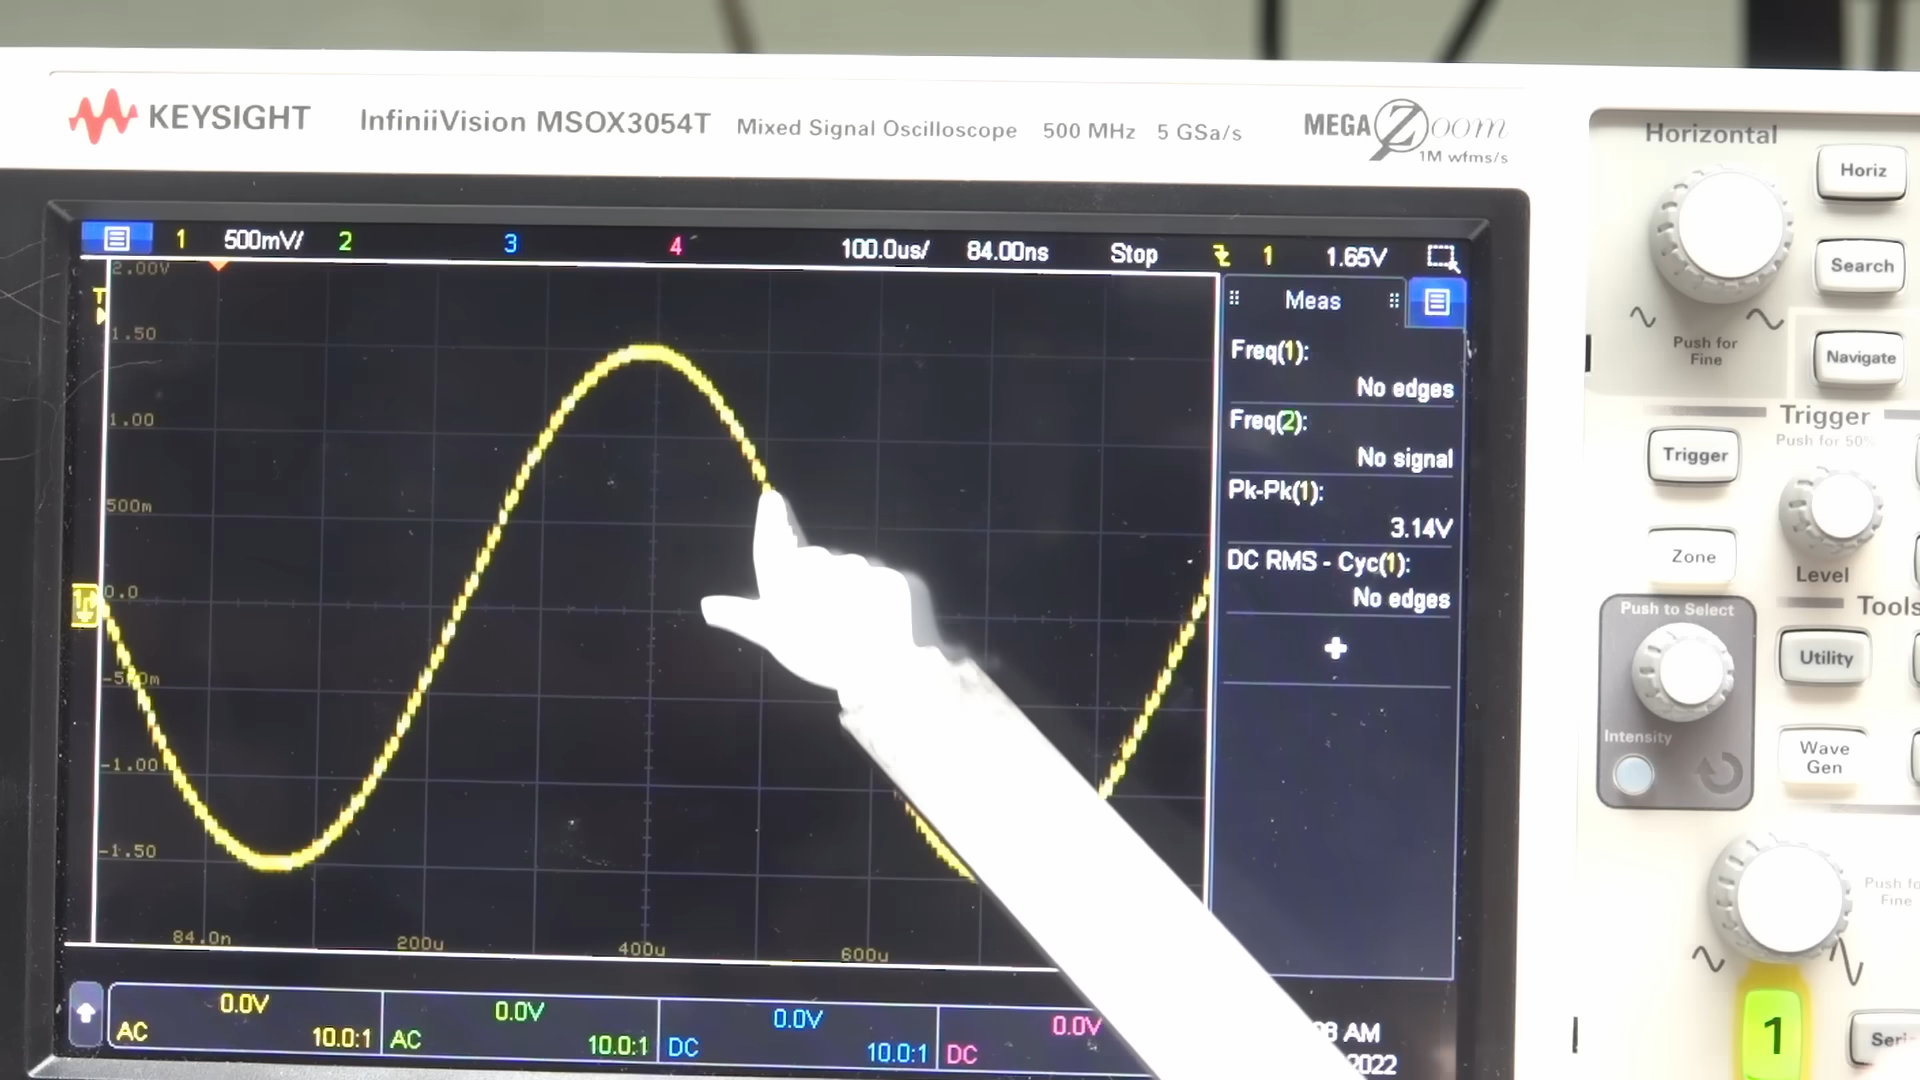 KEYSIGHT InfiniiVision MSOX3054T Mixed Signal Oscilloscope 500 MHz 5 GSa/s MEGA Zoom
1M wfms/s
Horizontal
Horiz
Search
Push for
Fine
Navigate
Trigger
Push for 50%
Trigger
Zone
Level
Tools
Push to Select
Utility
Intensity
Wave
Gen
Fine
1
1 500mV/ 2 3 4 100.0us/ 84.00ns Stop 1 1.65V
Meas
Freq(1):
No edges
Freq(2):
No signal
Pk-Pk(1):
3.14V
DC RMS - Cyc(1):
No edges
+
T
2.00V
1.50
1.00
500m
0.0
-1.00
-1.50
84.0n 200u 400u 600u
0.0V 0.0V 0.0V 0.0V
AC 10.0:1 AC 10.0:1 DC 10.0:1 DC
AM
2022